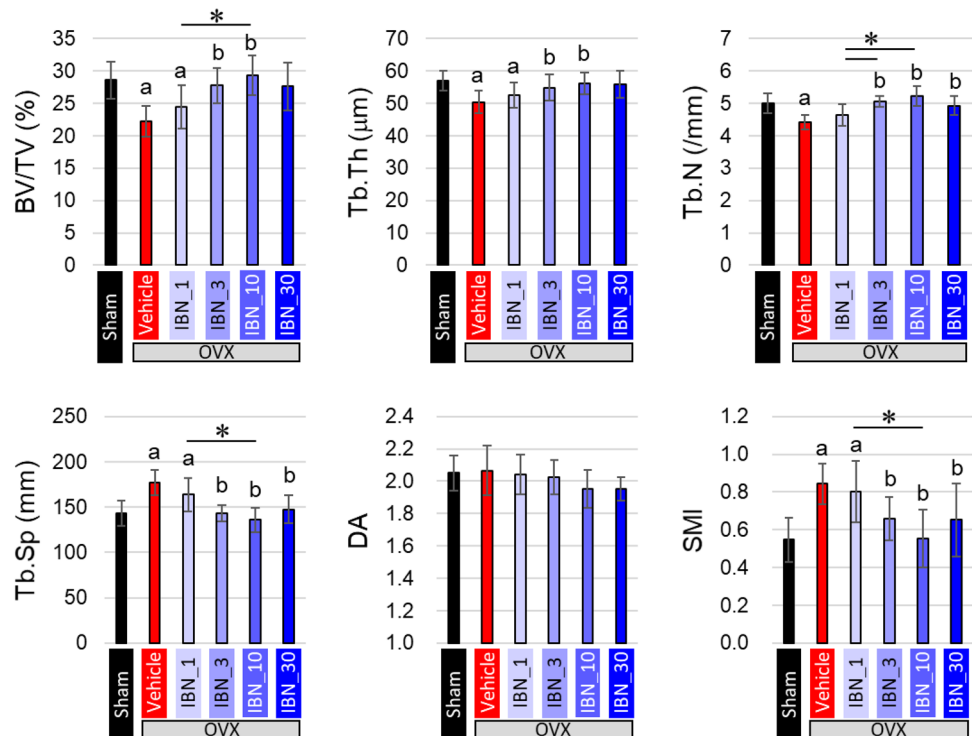 *
35
30
25
20
15
10
5
0
BV/TV (%)
a a b b
Sham Vehicle IBN_1 IBN_3 IBN_10 IBN_30
OVX
70
60
50
40
30
20
10
0
Tb.Th (μm)
a a b b
Sham Vehicle IBN_1 IBN_3 IBN_10 IBN_30
OVX
*
7
6
5
4
3
2
1
0
Tb.N (/mm)
a b b b
Sham Vehicle IBN_1 IBN_3 IBN_10 IBN_30
OVX
250
200
150
100
50
0
Tb.Sp (mm)
*
a a b b b
Sham Vehicle IBN_1 IBN_3 IBN_10 IBN_30
OVX
2.4
2.2
2.0
1.8
1.6
1.4
1.2
1.0
DA
Sham Vehicle IBN_1 IBN_3 IBN_10 IBN_30
OVX
1.2
1.0
0.8
0.6
0.4
0.2
0.0
SMI
*
a a b b b
Sham Vehicle IBN_1 IBN_3 IBN_10 IBN_30
OVX